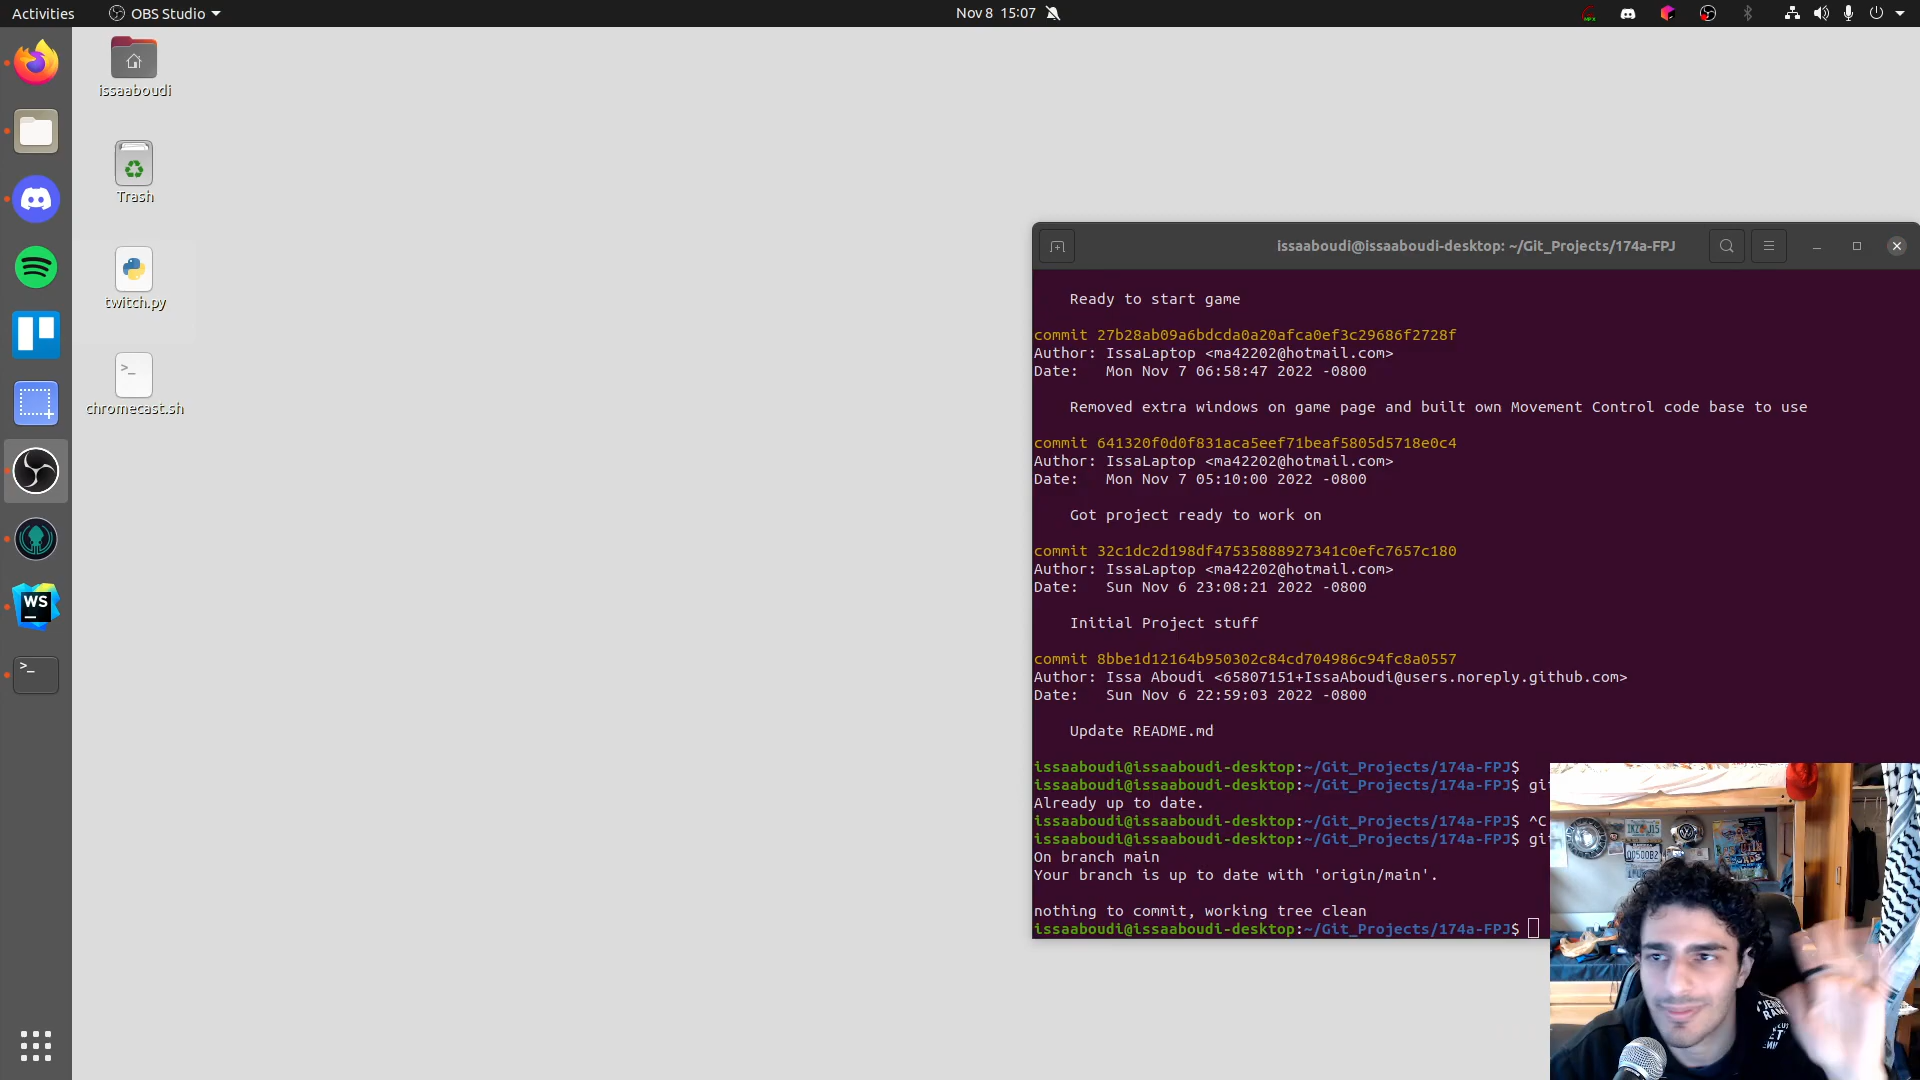 Activities
OBS Studio
Nov 8 15:07
issaaboudi
Trash
twitch.py
>_
chromecast.sh
WS
>_
issaaboudi@issaaboudi-desktop: ~/Git_Projects/174a-FPJ
Ready to start game
commit 27b28ab09a6bdcda0a20afca0ef3c29686f2728f
Author: IssaLaptop <ma42202@hotmail.com>
Date:   Mon Nov 7 06:58:47 2022 -0800
Removed extra windows on game page and built own Movement Control code base to use
commit 641320f0d0f831aca5eef71beaf5805d5718e0c4
Author: IssaLaptop <ma42202@hotmail.com>
Date:   Mon Nov 7 05:10:00 2022 -0800
Got project ready to work on
commit 32c1dc2d198df47535888927341c0efc7657c180
Author: IssaLaptop <ma42202@hotmail.com>
Date:   Sun Nov 6 23:08:21 2022 -0800
Initial Project stuff
commit 8bbe1d12164b950302c84cd704986c94fc8a0557
Author: Issa Aboudi <65807151+IssaAboudi@users.noreply.github.com>
Date:   Sun Nov 6 22:59:03 2022 -0800
Update README.md
issaaboudi@issaaboudi-desktop:~/Git_Projects/174a-FPJ$
issaaboudi@issaaboudi-desktop:~/Git_Projects/174a-FPJ$ git
Already up to date.
issaaboudi@issaaboudi-desktop:~/Git_Projects/174a-FPJ$ ^C
issaaboudi@issaaboudi-desktop:~/Git_Projects/174a-FPJ$ git
On branch main
Your branch is up to date with 'origin/main'.
nothing to commit, working tree clean
issaaboudi@issaaboudi-desktop:~/Git_Projects/174a-FPJ$